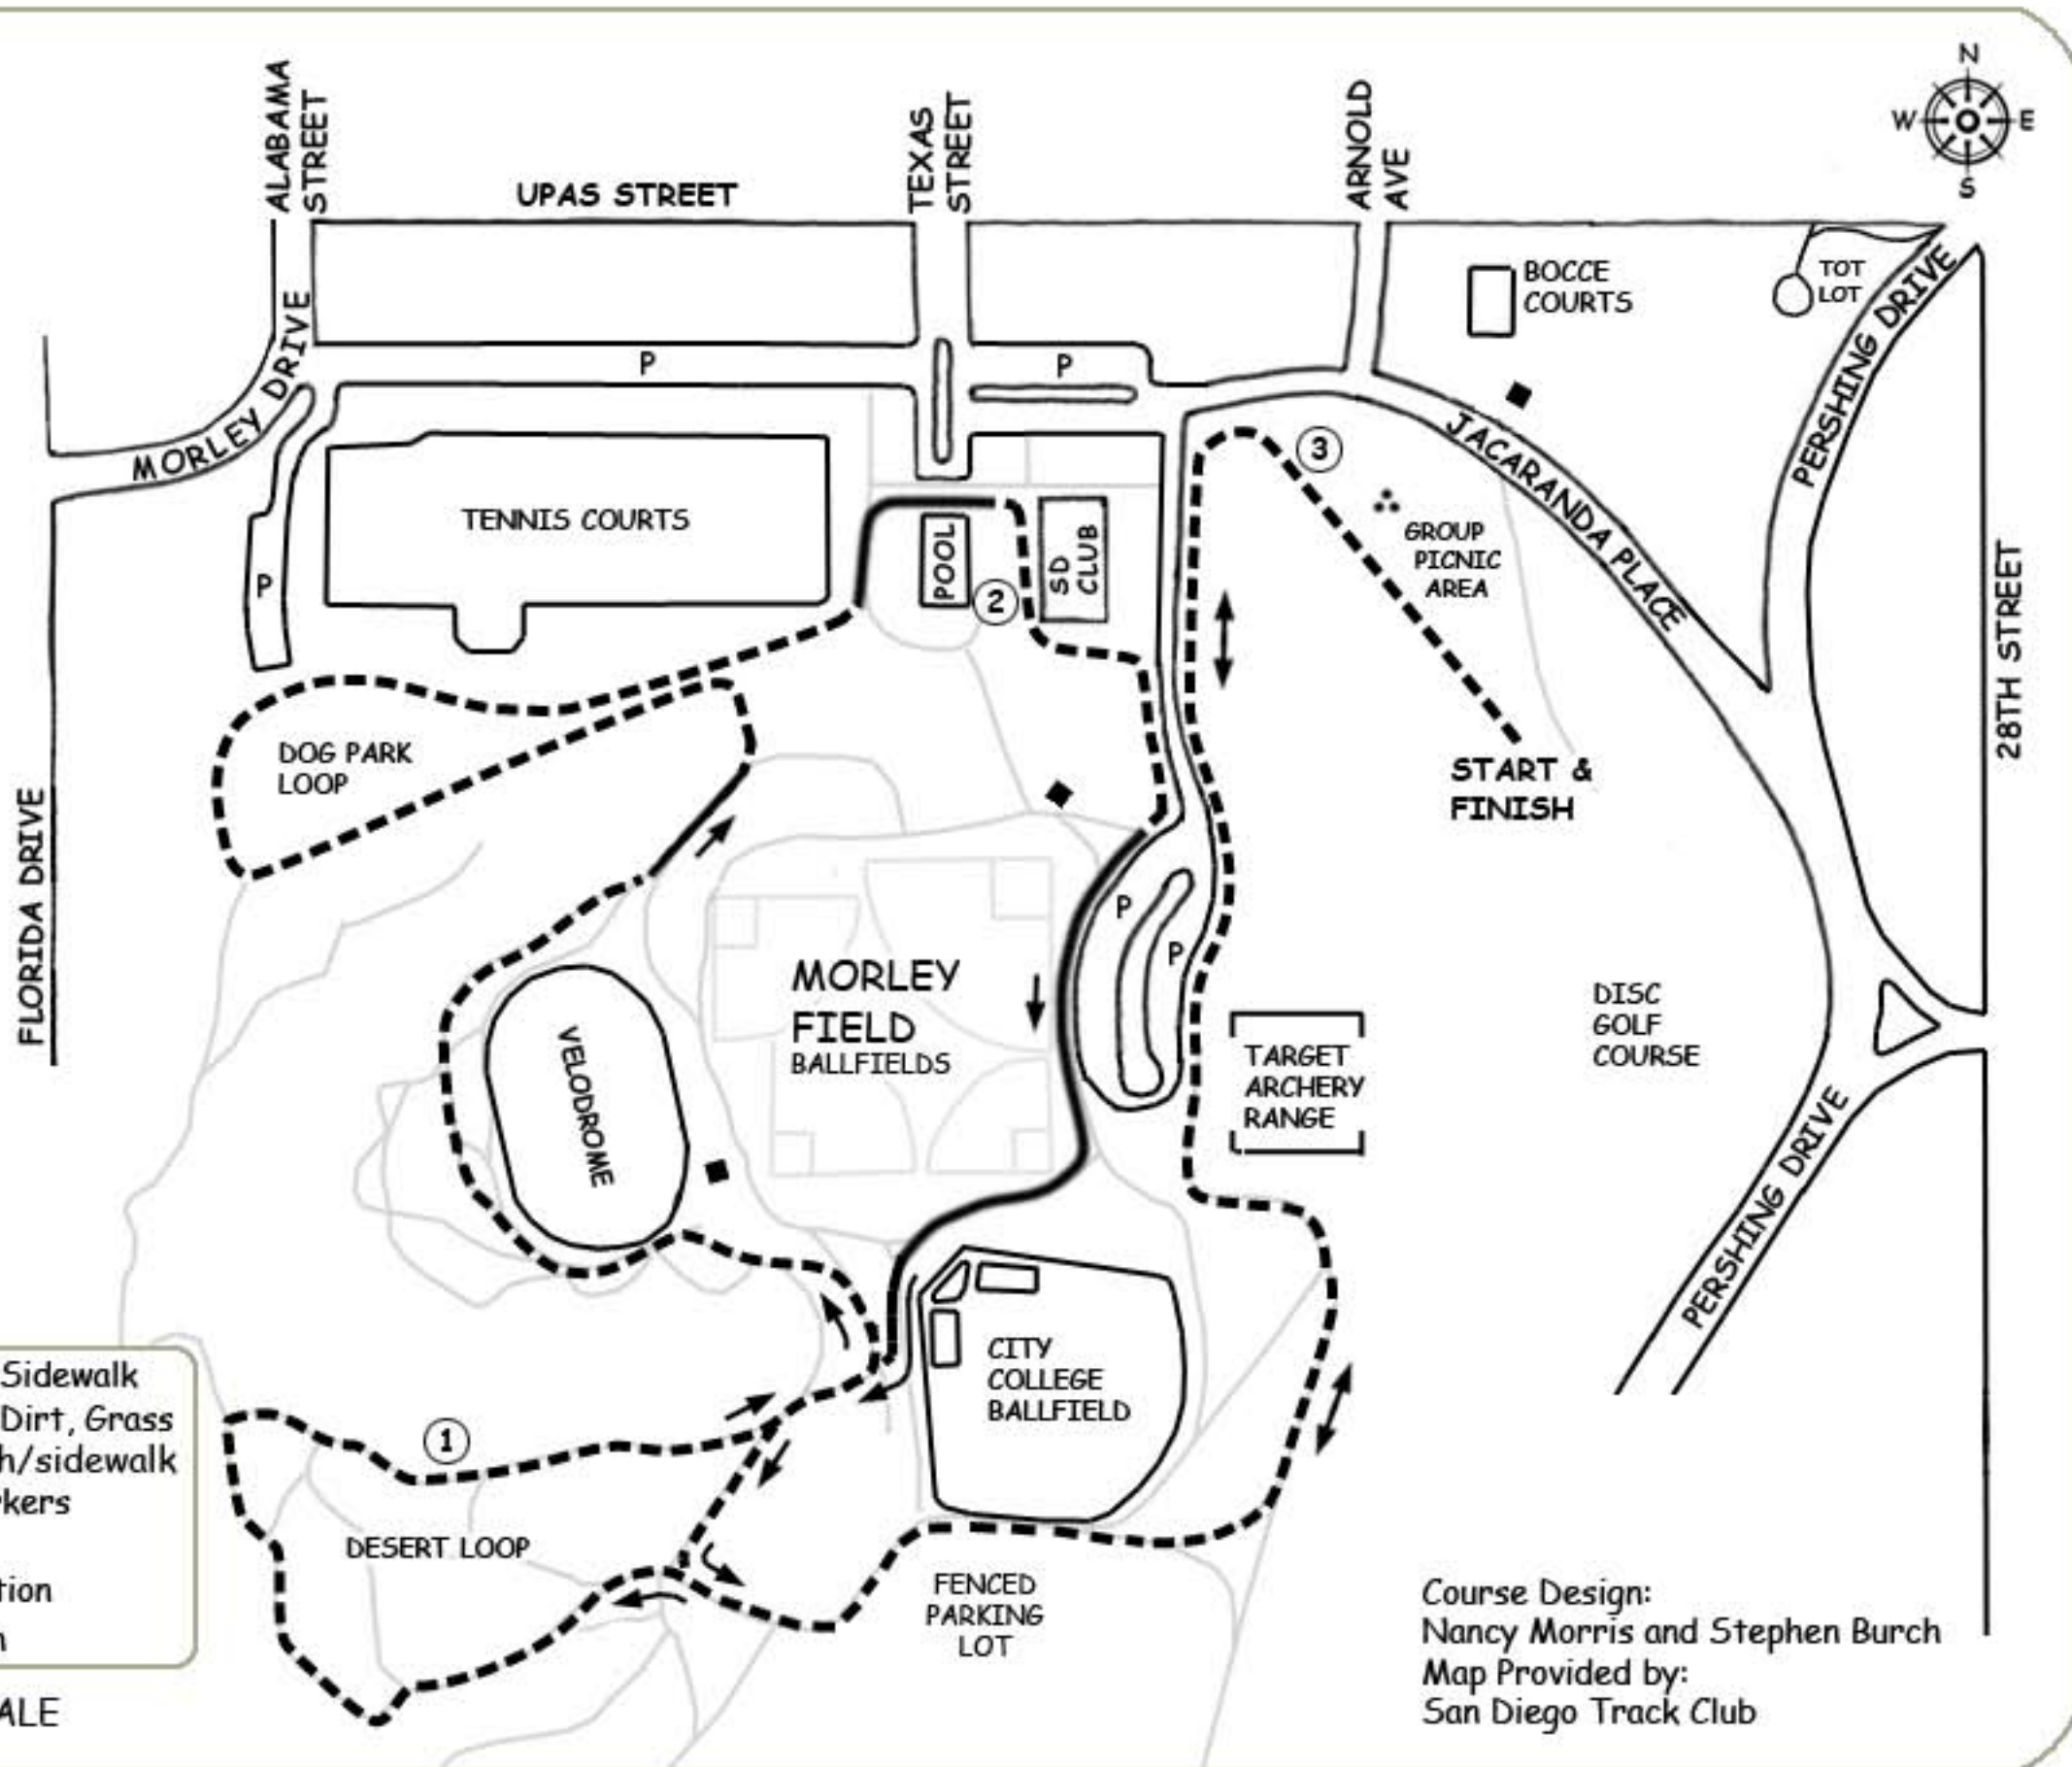 N
W
E
S
ALABAMA
STREET
UPAS STREET
TEXAS
STREET
ARNOLD
AVE
BOCCE
COURTS
TOT
LOT
PERSHING DRIVE
MORLEY DRIVE
P
P
JACARANDA PLACE
3
TENNIS COURTS
POOL
SD
CLUB
2
GROUP
PICNIC
AREA
P
28TH STREET
DOG PARK
LOOP
START &
FINISH
FLORIDA DRIVE
P
P
MORLEY
FIELD
BALLFIELDS
VELODROME
TARGET
ARCHERY
RANGE
DISC
GOLF
COURSE
PERSHING DRIVE
CITY
COLLEGE
BALLFIELD
Sidewalk
Dirt, Grass
h/sidewalk
kers
tion
n
ALE
1
DESERT LOOP
FENCED
PARKING
LOT
Course Design:
Nancy Morris and Stephen Burch
Map Provided by:
San Diego Track Club